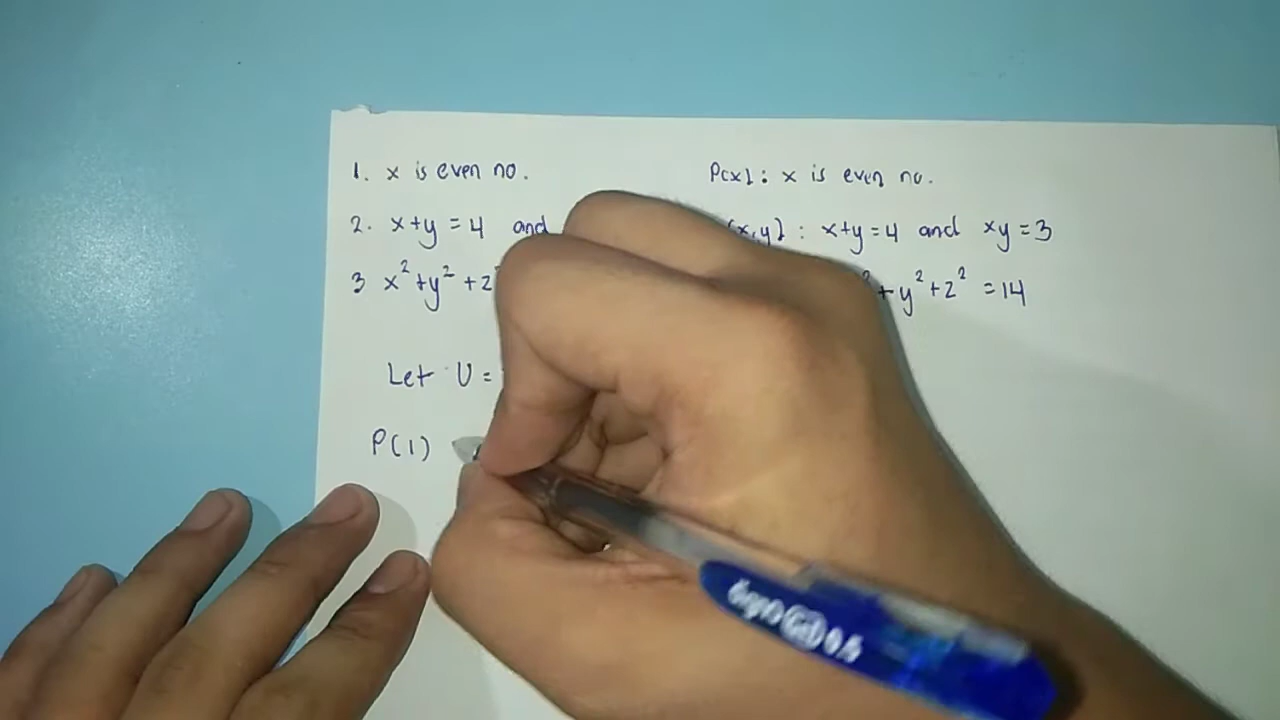 1. x is even no. P(x): x is even no.
2. x+y = 4 and (x,y) : x+y=4 and xy=3
3 x² + y² + z² + y² + z² = 14
Let U =
P(1)